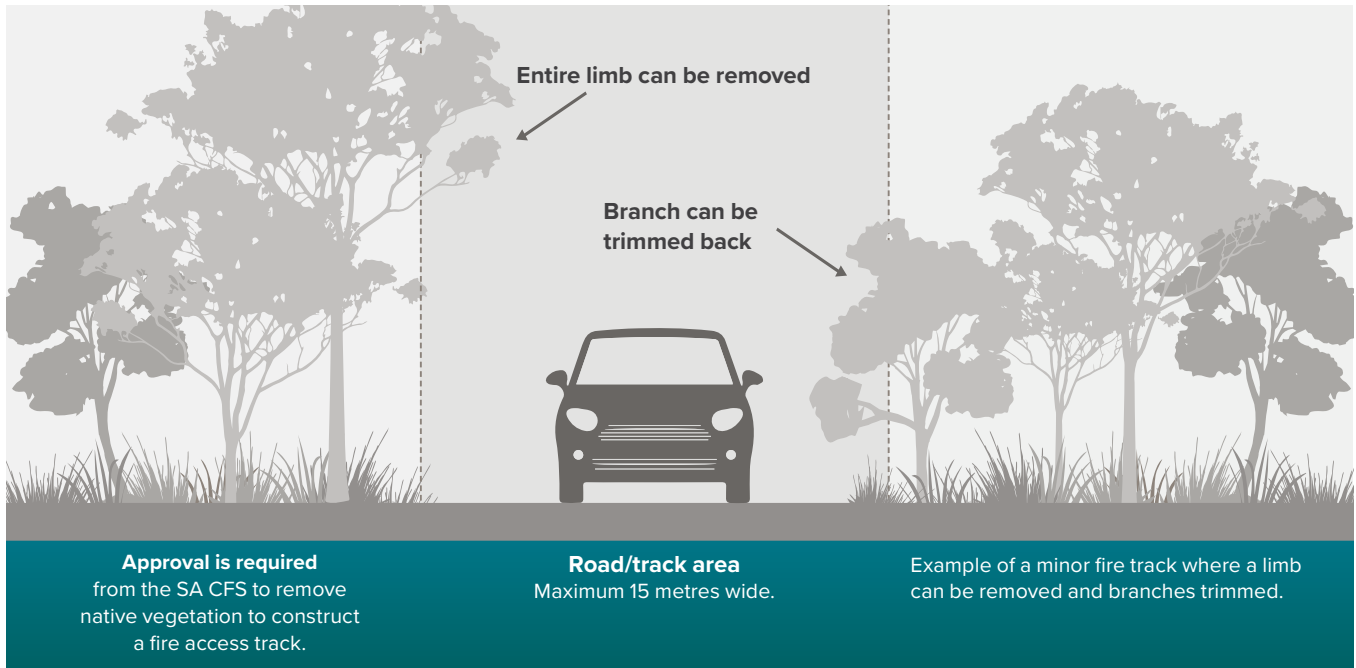 Entire limb can be removed
Branch can be
trimmed back
Approval is required
from the SA CFS to remove
native vegetation to construct
a fire access track.
Road/track area
Maximum 15 metres wide.
Example of a minor fire track where a limb
can be removed and branches trimmed.